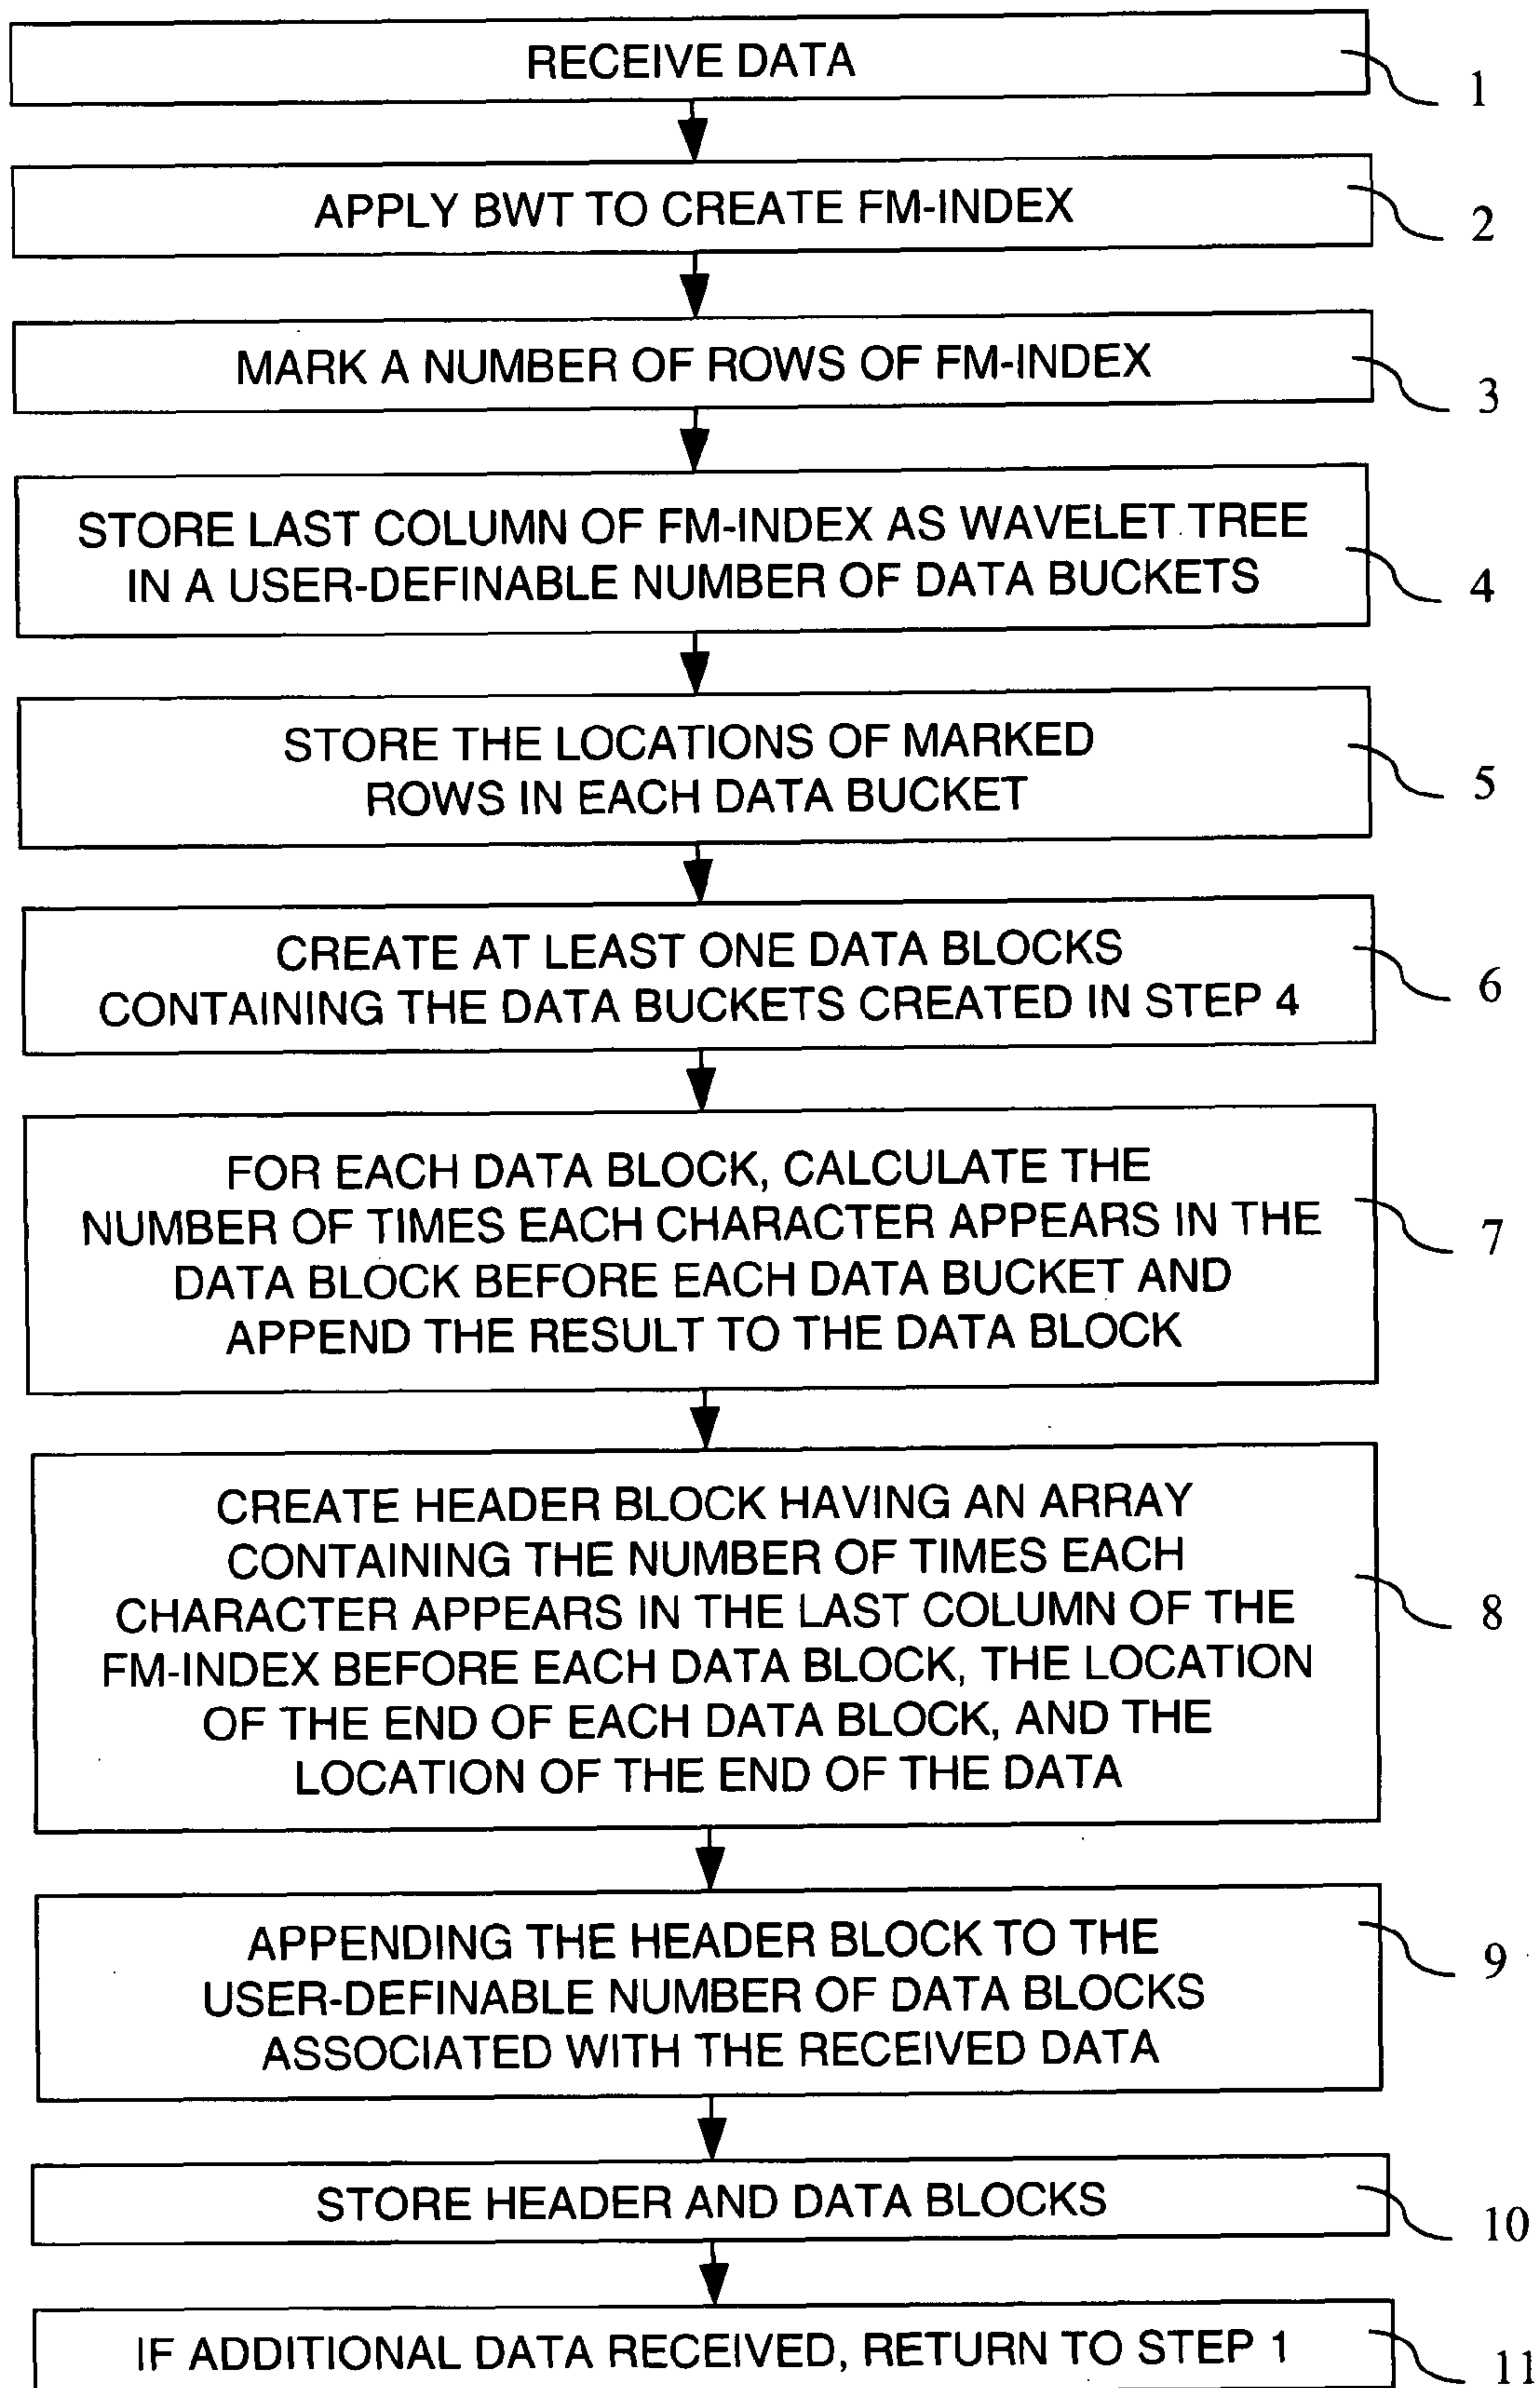 RECEIVE DATA
1
APPLY BWT TO CREATE FM-INDEX
2
MARK A NUMBER OF ROWS OF FM-INDEX
3
STORE LAST COLUMN OF FM-INDEX AS WAVELET TREE
IN A USER-DEFINABLE NUMBER OF DATA BUCKETS
4
STORE THE LOCATIONS OF MARKED
ROWS IN EACH DATA BUCKET
5
CREATE AT LEAST ONE DATA BLOCKS
CONTAINING THE DATA BUCKETS CREATED IN STEP 4
6
FOR EACH DATA BLOCK, CALCULATE THE
NUMBER OF TIMES EACH CHARACTER APPEARS IN THE
DATA BLOCK BEFORE EACH DATA BUCKET AND
APPEND THE RESULT TO THE DATA BLOCK
7
CREATE HEADER BLOCK HAVING AN ARRAY
CONTAINING THE NUMBER OF TIMES EACH
CHARACTER APPEARS IN THE LAST COLUMN OF THE
FM-INDEX BEFORE EACH DATA BLOCK, THE LOCATION
OF THE END OF EACH DATA BLOCK, AND THE
LOCATION OF THE END OF THE DATA
8
APPENDING THE HEADER BLOCK TO THE
USER-DEFINABLE NUMBER OF DATA BLOCKS
ASSOCIATED WITH THE RECEIVED DATA
9
STORE HEADER AND DATA BLOCKS
10
IF ADDITIONAL DATA RECEIVED, RETURN TO STEP 1
11